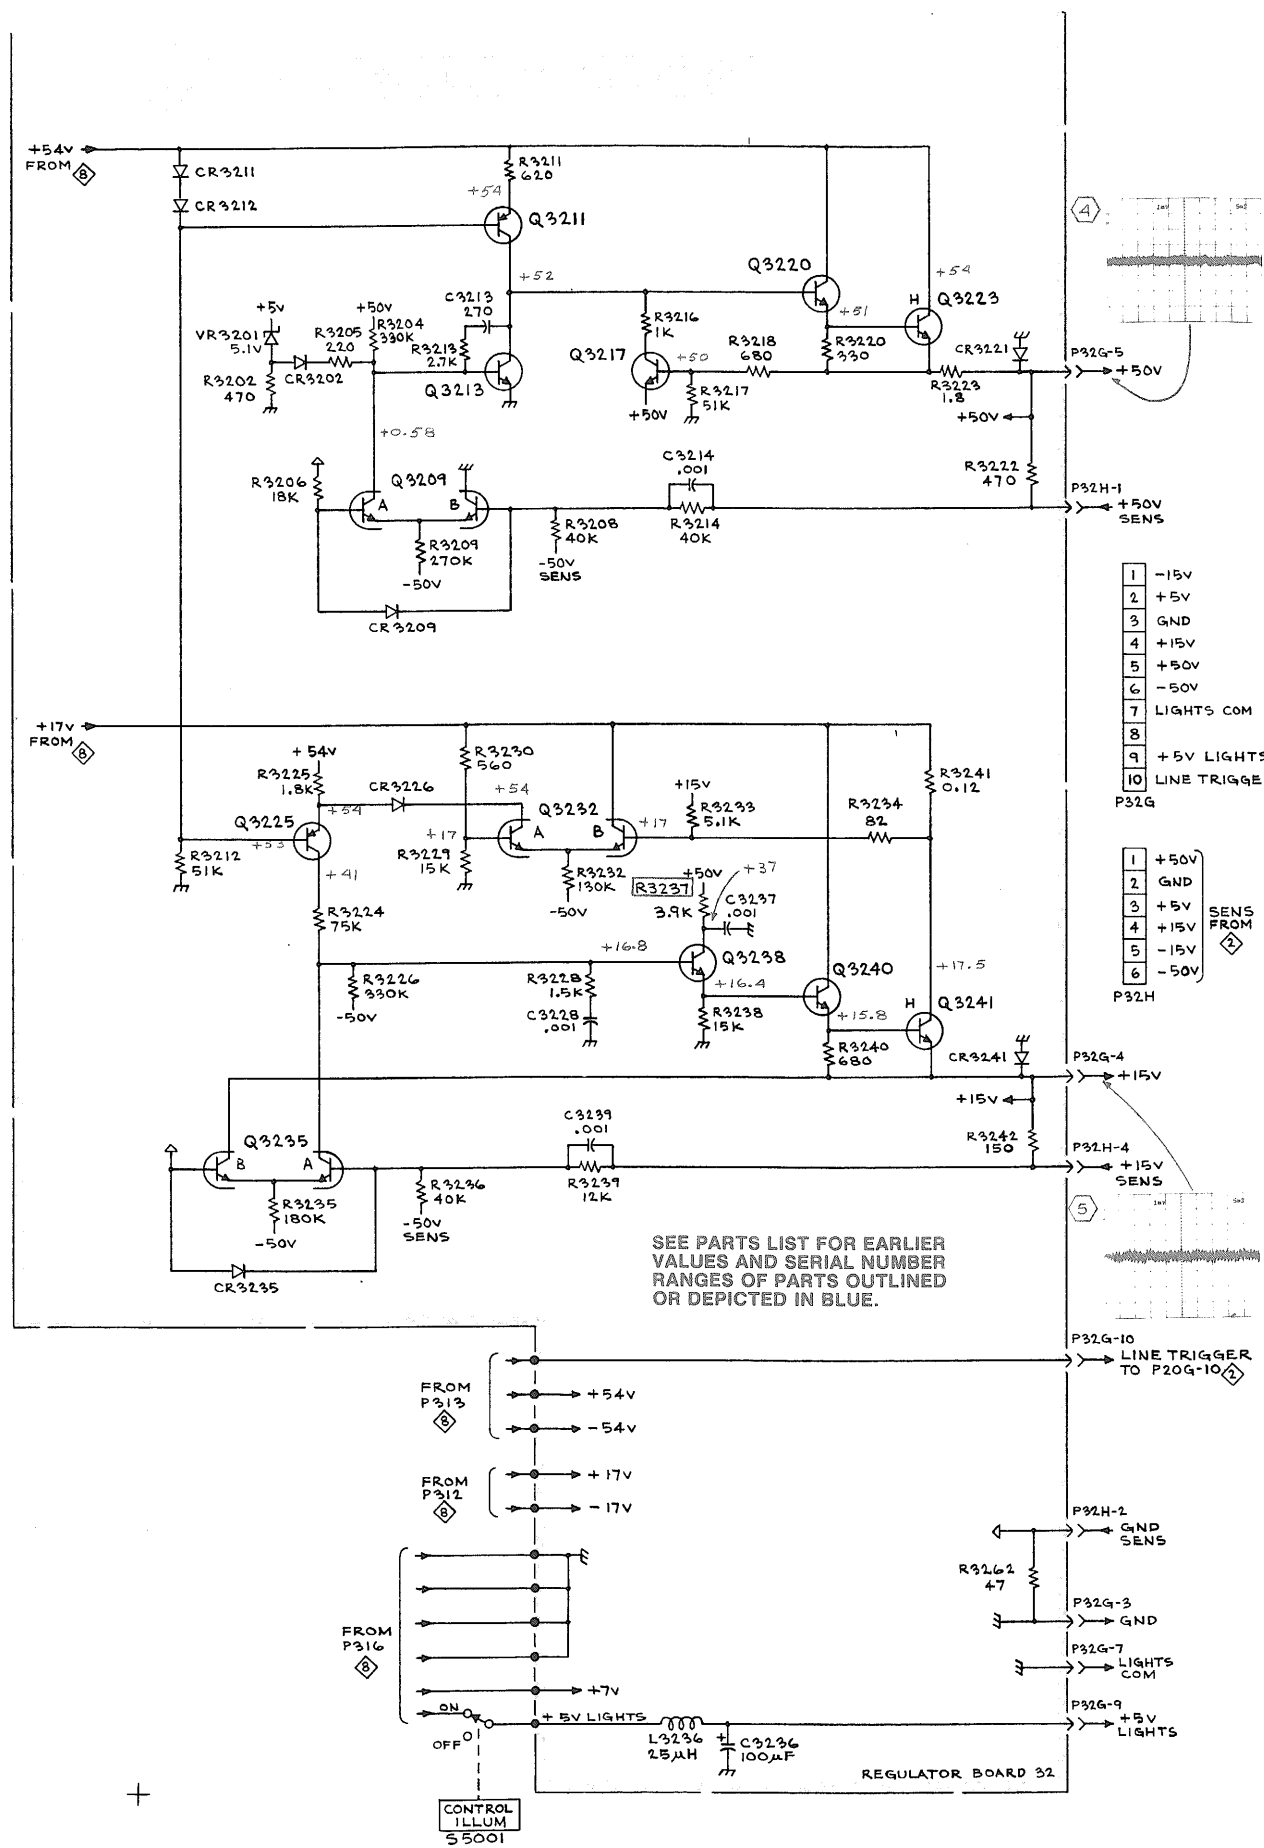 +54V
FROM 8
CR3211
CR3212
R3211
620
+54
Q3211
+52
Q3220
+54
H
Q3223
+51
4
C3213
270
+5V
VR3201
5.1V
R3205
220
+50V
R3204
330K
R3213
2.7K
R3202
470
CR3202
Q3213
R3216
1K
Q3217
+50
R3218
680
R3220
330
CR3221
P32G-5
+50V
R3217
51K
+50V
R3223
1.8
+50V
+0.58
R3206
18K
Q3209
A
B
C3214
.001
R3222
470
P32H-1
+50V
SENS
R3209
270K
-50V
R3208
40K
-50V
SENS
R3214
40K
CR3209
1 -15V
2 +5V
3 GND
4 +15V
5 +50V
6 -50V
7 LIGHTS COM
8
9 +5V LIGHTS
10 LINE TRIGGE
P32G
+17V
FROM 8
+54V
R3225
1.8K
CR3226
+54
R3230
560
+54
Q3232
A
B
+17
+15V
R3233
5.1K
R3234
82
R3241
0.12
Q3225
+53
+17
R3229
15K
R3212
51K
+41
R3232
130K
-50V
+50V
R3237
3.9K
+37
C3237
.001
R3224
75K
1 +50V
2 GND
3 +5V
4 +15V
5 -15V
6 -50V
P32H
SENS
FROM
2
+16.8
Q3238
+16.4
Q3240
+17.5
H
Q3241
R3226
330K
-50V
R3228
1.5K
C3228
.001
R3238
15K
+15.8
R3240
680
CR3241
P32G-4
+15V
+15V
Q3235
B
A
C3239
.001
R3242
150
P32H-4
+15V
SENS
R3235
180K
-50V
R3236
40K
-50V
SENS
R3239
12K
CR3235
5
SEE PARTS LIST FOR EARLIER
VALUES AND SERIAL NUMBER
RANGES OF PARTS OUTLINED
OR DEPICTED IN BLUE.
P32G-10
LINE TRIGGER
TO P20G-10 2
FROM
P313
8
+54V
-54V
FROM
P312
8
+17V
-17V
P32H-2
GND
SENS
R3262
47
P32G-3
GND
FROM
P316
8
P32G-7
LIGHTS
COM
+7V
ON
OFF
+5V LIGHTS
L3236
25µH
C3236
100µF
P32G-9
+5V
LIGHTS
REGULATOR BOARD 32
CONTROL
ILLUM
S5001